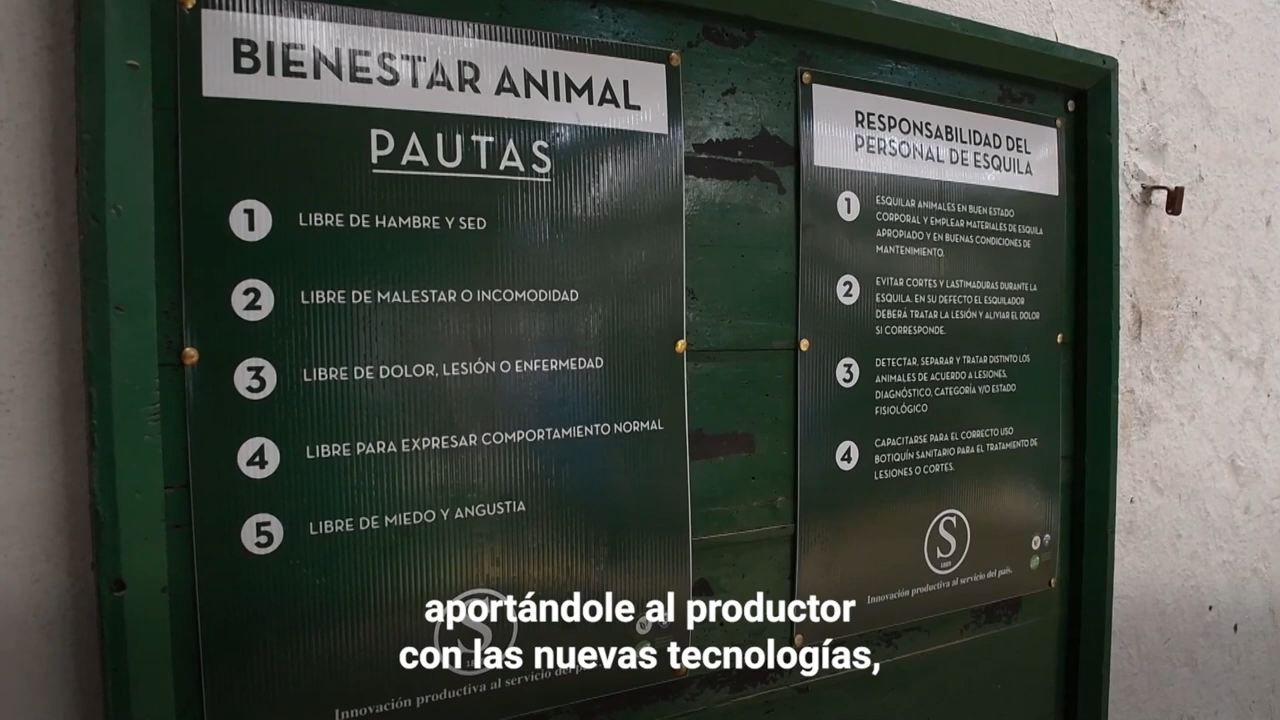 BIENESTAR ANIMAL
PAUTAS
1 LIBRE DE HAMBRE Y SED
2 LIBRE DE MALESTAR O INCOMODIDAD
3 LIBRE DE DOLOR, LESIÓN O ENFERMEDAD
4 LIBRE PARA EXPRESAR COMPORTAMIENTO NORMAL
5 LIBRE DE MIEDO Y ANGUSTIA
S
Innovación productiva al servicio del
RESPONSABILIDAD DEL
PERSONAL DE ESQUILA
1 ESQUILAR ANIMALES EN BUEN ESTADO
CORPORAL Y EMPLEAR MATERIALES DE ESQUILA
APROPIADO Y EN BUENAS CONDICIONES DE
MANTENIMIENTO.
2 EVITAR CORTES Y LASTIMADURAS DURANTE LA
ESQUILA. EN SU DEFECTO EL ESQUILADOR
DEBERÁ TRATAR LA LESIÓN Y ALIVIAR EL DOLOR
SI CORRESPONDE.
3 DETECTAR, SEPARAR Y TRATAR DISTINTO LOS
ANIMALES DE ACUERDO A LESIONES,
DIAGNÓSTICO, CATEGORÍA Y/O ESTADO
FISIOLÓGICO
4 CAPACITARSE PARA EL CORRECTO USO
BOTIQUÍN SANITARIO PARA EL TRATAMIENTO DE
LESIONES O CORTES.
S
Innovación productiva al servicio del país.
aportándole al productor
con las nuevas tecnologías,